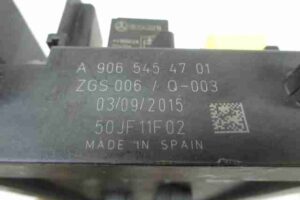 A 906 545 47 01
ZGS 006 / Q-003
03/09/2015
50JF11F02
MADE IN SPAIN